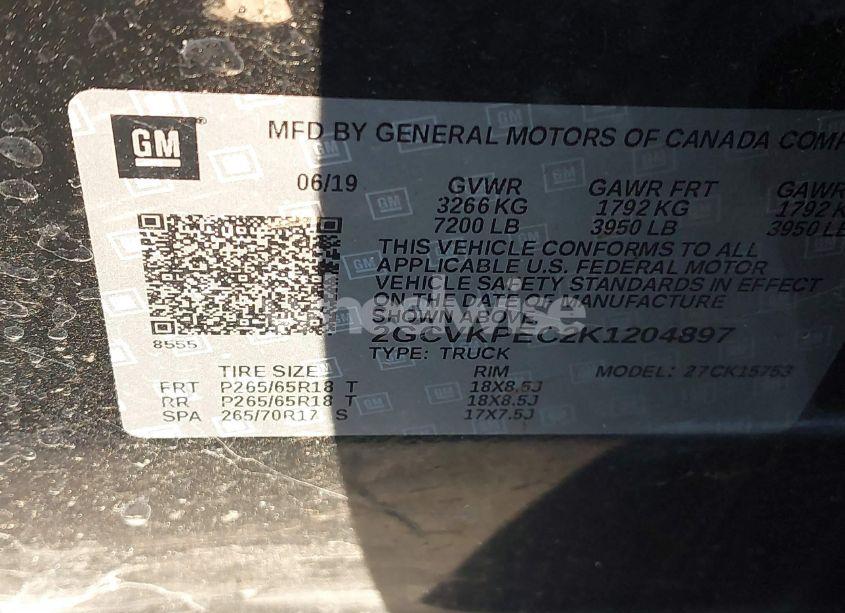 GM
MFD BY GENERAL MOTORS OF CANADA COMP
06/19 GVWR GAWR FRT GAWR
3266 KG 1792 KG 1792 K
7200 LB 3950 LB 3950 LB
THIS VEHICLE CONFORMS TO ALL
APPLICABLE U.S. FEDERAL MOTOR
VEHICLE SAFETY STANDARDS IN EFFECT
ON THE DATE OF MANUFACTURE
SHOWN ABOVE.
2GCVKPEC2K1204897
8555
TYPE: TRUCK
TIRE SIZE RIM MODEL: 27CK15753
FRT P265/65R18 T 18X8.5J
RR P265/65R18 T 18X8.5J
SPA 265/70R17 S 17X7.5J